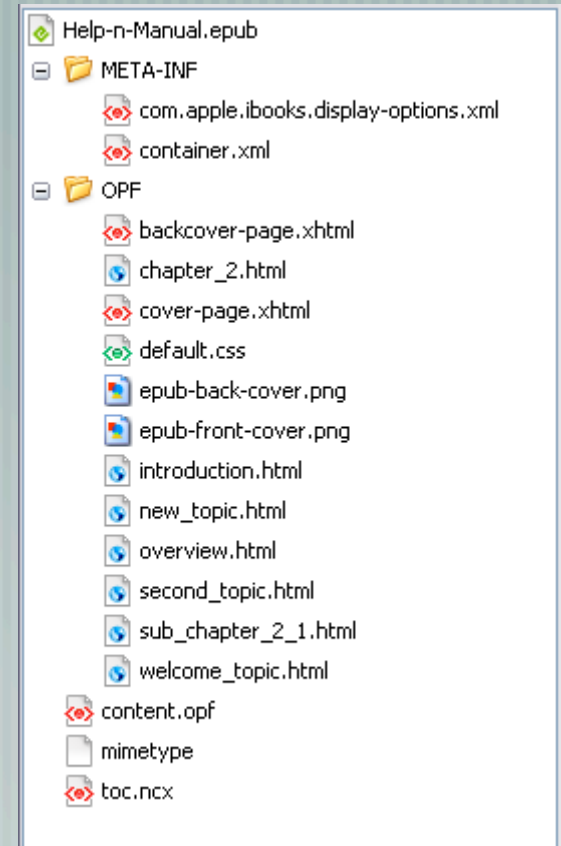 Help-n-Manual.epub
META-INF
com.apple.ibooks.display-options.xml
container.xml
OPF
backcover-page.xhtml
chapter_2.html
cover-page.xhtml
default.css
epub-back-cover.png
epub-front-cover.png
introduction.html
new_topic.html
overview.html
second_topic.html
sub_chapter_2_1.html
welcome_topic.html
content.opf
mimetype
toc.ncx